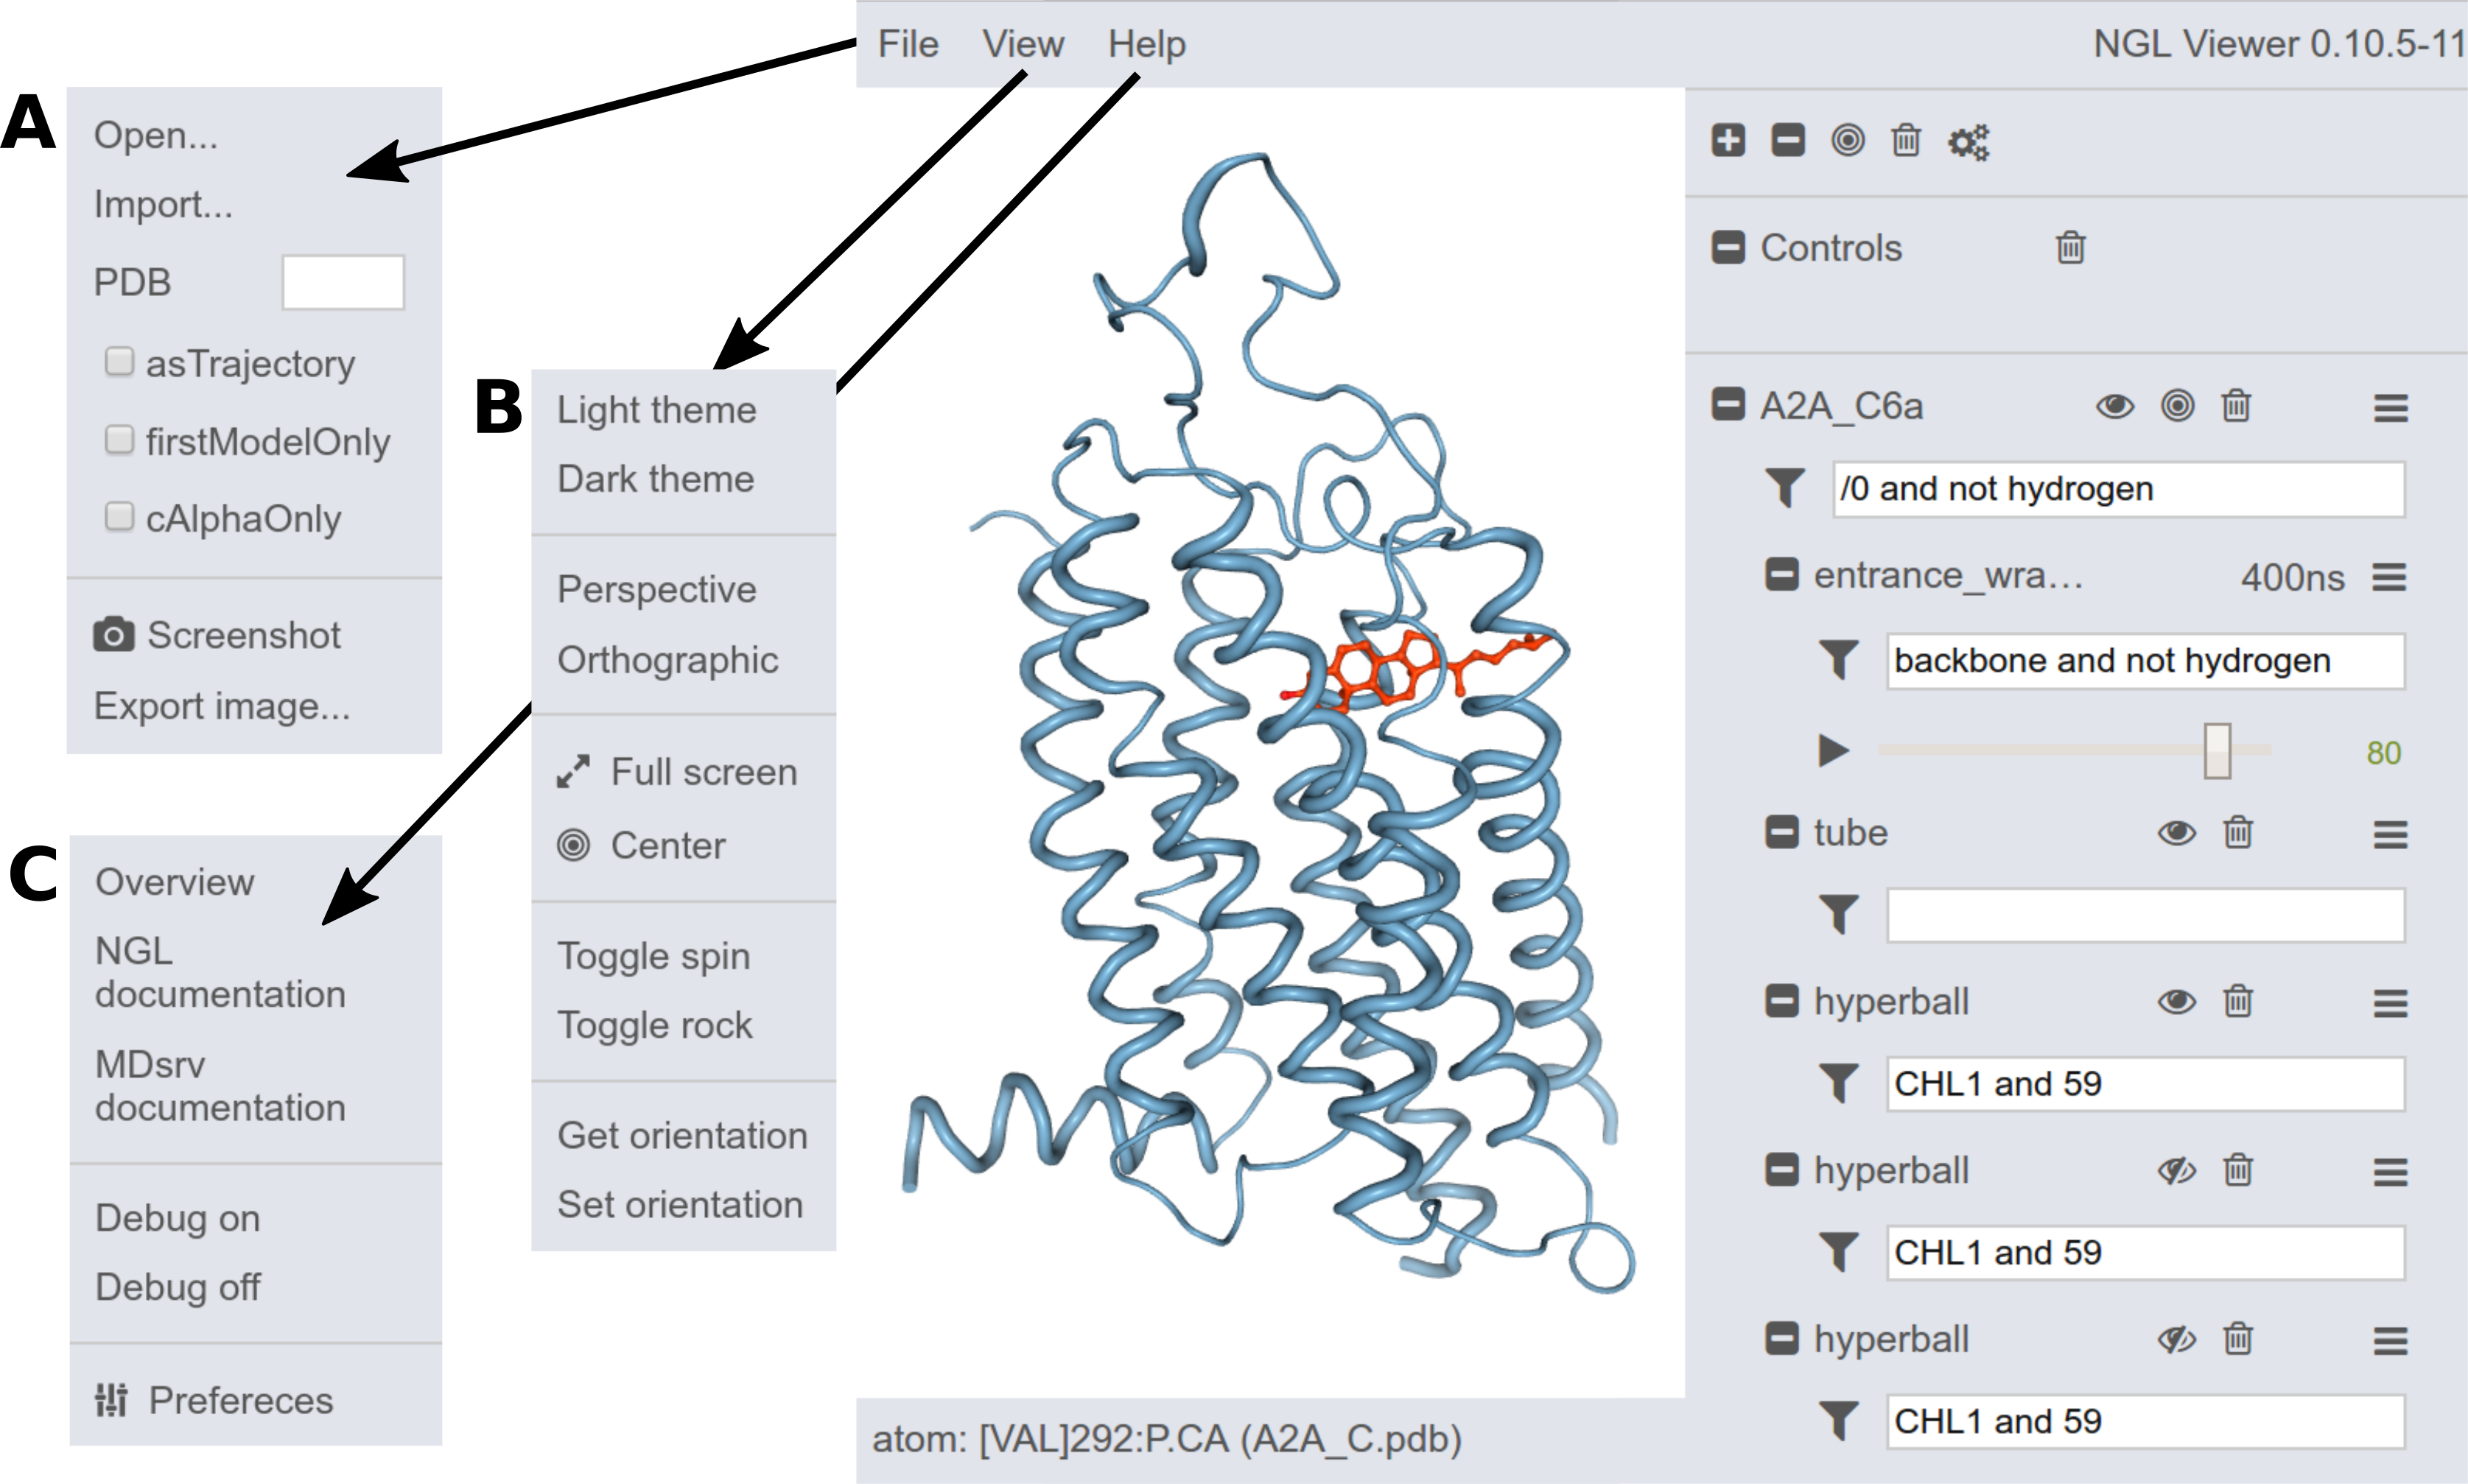 File View Help
NGL Viewer 0.10.5-11
A
Open...
Import...
PDB
asTrajectory
firstModelOnly
cAlphaOnly
Screenshot
Export image...
B
Light theme
Dark theme
Perspective
Orthographic
Full screen
Center
Toggle spin
Toggle rock
Get orientation
Set orientation
C
Overview
NGL
documentation
MDsrv
documentation
Debug on
Debug off
Prefereces
Controls
A2A_C6a
/0 and not hydrogen
entrance_wra... 400ns
backbone and not hydrogen
80
tube
hyperball
CHL1 and 59
hyperball
CHL1 and 59
hyperball
CHL1 and 59
atom: [VAL]292:P.CA (A2A_C.pdb)